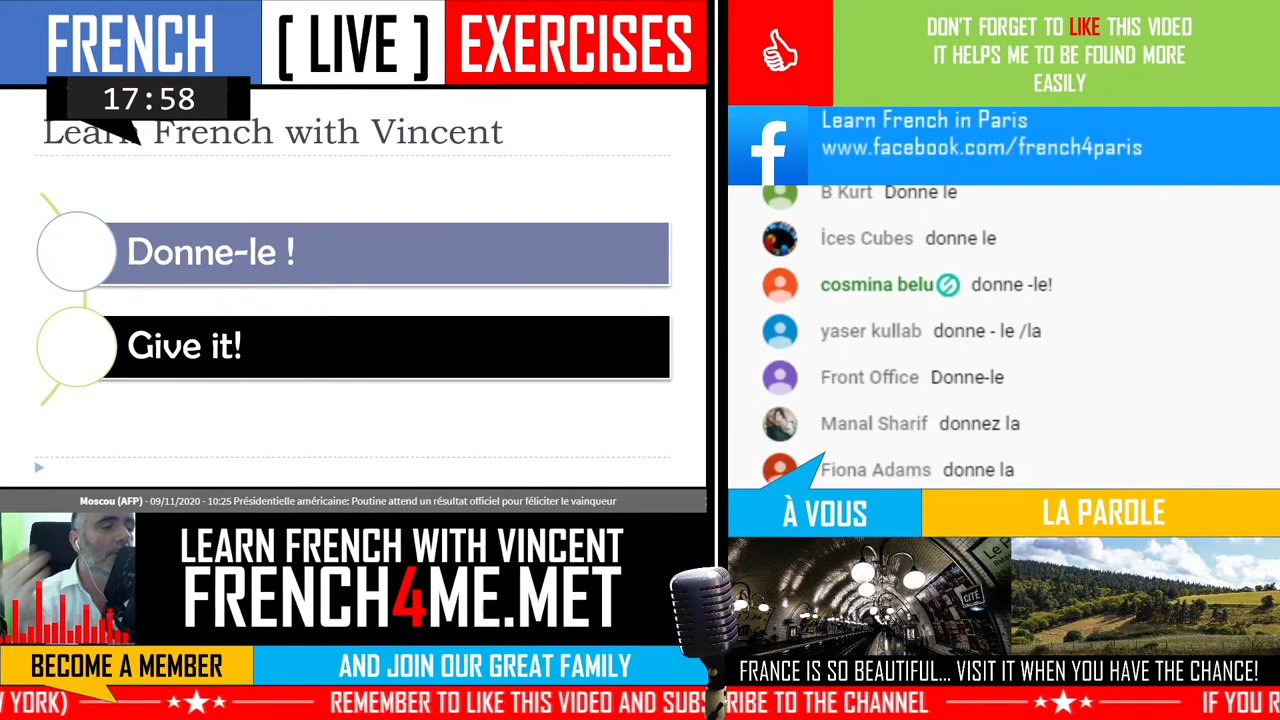 FRENCH
[ LIVE ]
EXERCISES
17:58
Learn French with Vincent
Donne-le !
Give it!
Moscou (AFP) - 09/11/2020 - 10:25 Présidentielle américaine: Poutine attend un résultat officiel pour féliciter le vainqueur
LEARN FRENCH WITH VINCENT
FRENCH4ME.MET
BECOME A MEMBER
AND JOIN OUR GREAT FAMILY
DON'T FORGET TO LIKE THIS VIDEO
IT HELPS ME TO BE FOUND MORE
EASILY
Learn French in Paris
www.facebook.com/french4paris
B Kurt Donne le
İces Cubes donne le
cosmina belu donne -le!
yaser kullab donne - le /la
Front Office Donne-le
Manal Sharif donnez la
Fiona Adams donne la
À VOUS
LA PAROLE
CITÉ
FRANCE IS SO BEAUTIFUL... VISIT IT WHEN YOU HAVE THE CHANCE!
YORK) REMEMBER TO LIKE THIS VIDEO AND SUBSCRIBE TO THE CHANNEL IF YOU R